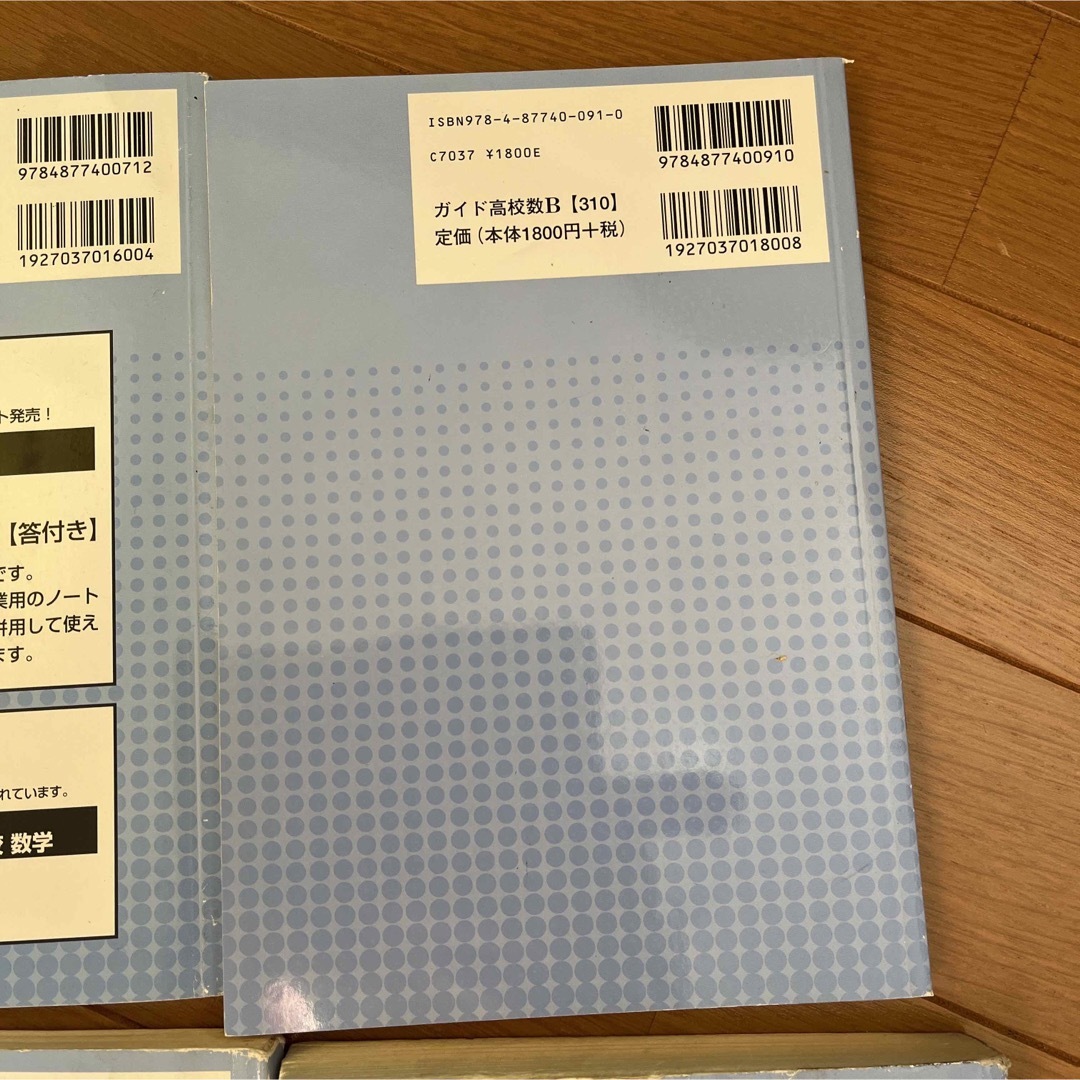 9784877400712
1927037016004
ト発売！
【答付き】
です。
業用のノート
併用して使え
ます。
れています。
数学
ISBN978-4-87740-091-0
C7037 ¥1800E
ガイド高校数B【310】
定価(本体1800円＋税)
9784877400910
1927037018008